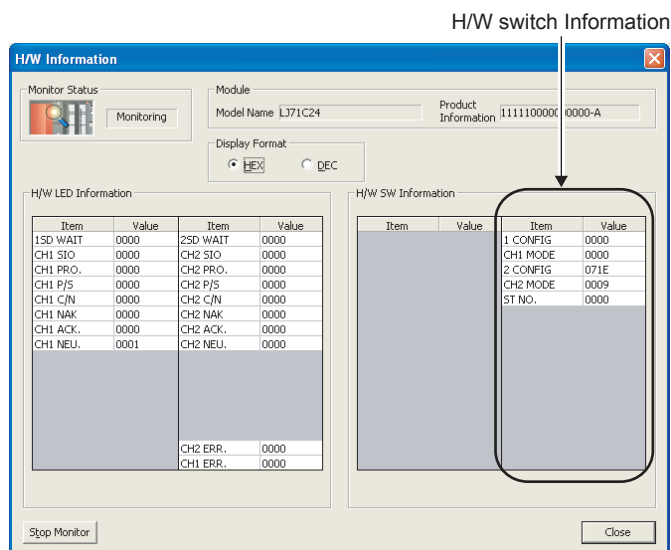 H/W switch Information
H/W Information
Monitor Status
Monitoring
Module
Model Name LJ71C24
Product Information 111110000000000-A
Display Format
HEX DEC
H/W LED Information
Item Value Item Value
1SD WAIT 0000 2SD WAIT 0000
CH1 SIO 0000 CH2 SIO 0000
CH1 PRO. 0000 CH2 PRO. 0000
CH1 P/S 0000 CH2 P/S 0000
CH1 C/N 0000 CH2 C/N 0000
CH1 NAK 0000 CH2 NAK 0000
CH1 ACK. 0000 CH2 ACK. 0000
CH1 NEU. 0001 CH2 NEU. 0000
CH2 ERR. 0000
CH1 ERR. 0000
H/W SW Information
Item Value Item Value
1 CONFIG 0000
CH1 MODE 0000
2 CONFIG 071E
CH2 MODE 0009
ST NO. 0000
Stop Monitor
Close